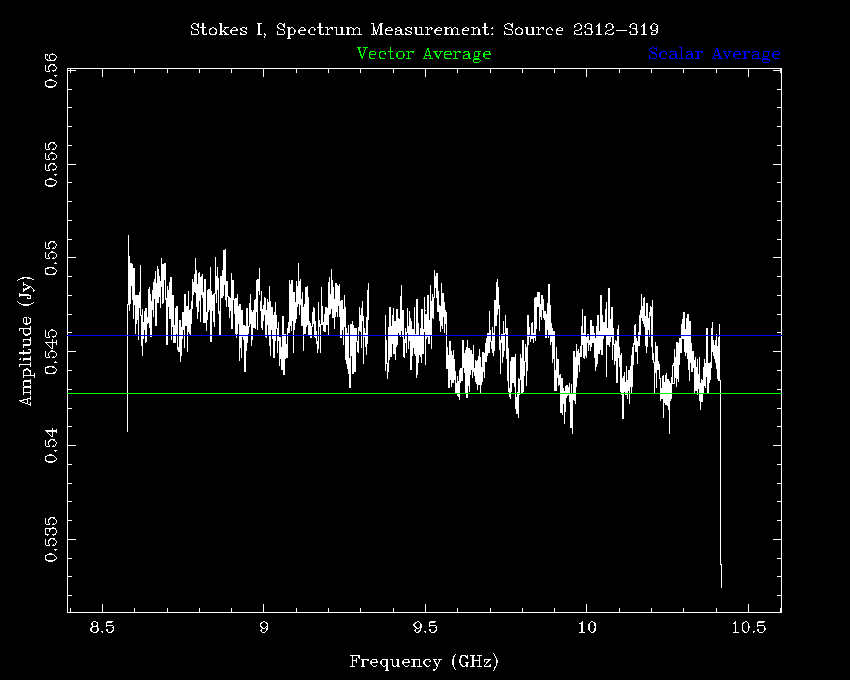 Stokes I, Spectrum Measurement: Source 2312-319
Vector Average
Scalar Average
0.56
0.555
0.55
0.545
0.54
0.535
Amplitude (Jy)
8.5
9
9.5
10
10.5
Frequency (GHz)